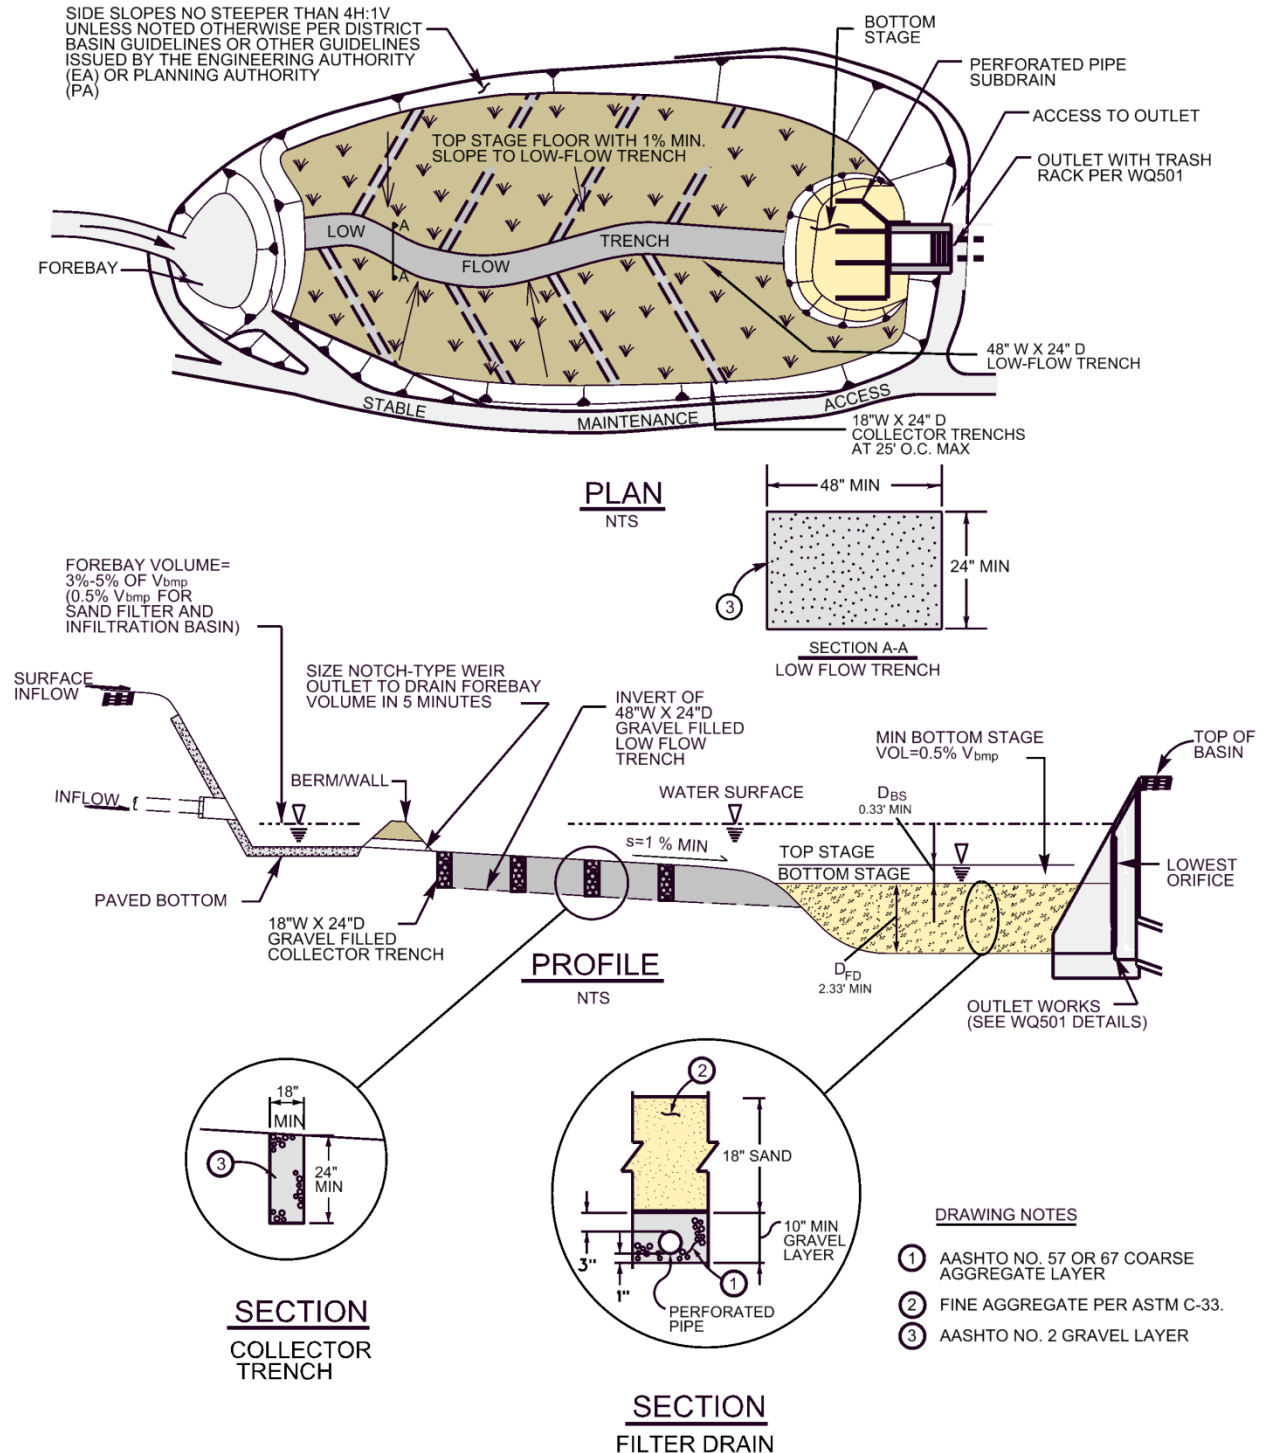 SIDE SLOPES NO STEEPER THAN 4H:1V
UNLESS NOTED OTHERWISE PER DISTRICT
BASIN GUIDELINES OR OTHER GUIDELINES
ISSUED BY THE ENGINEERING AUTHORITY
(EA) OR PLANNING AUTHORITY
(PA)
BOTTOM
STAGE
PERFORATED PIPE
SUBDRAIN
ACCESS TO OUTLET
OUTLET WITH TRASH
RACK PER WQ501
TOP STAGE FLOOR WITH 1% MIN.
SLOPE TO LOW-FLOW TRENCH
LOW
A
A
FLOW
TRENCH
FOREBAY
48" W X 24" D
LOW-FLOW TRENCH
STABLE
MAINTENANCE
ACCESS
18"W X 24" D
COLLECTOR TRENCHS
AT 25' O.C. MAX
PLAN
NTS
48" MIN
24" MIN
3
SECTION A-A
LOW FLOW TRENCH
FOREBAY VOLUME=
3%-5% OF Vbmp
(0.5% Vbmp FOR
SAND FILTER AND
INFILTRATION BASIN)
SURFACE
INFLOW
SIZE NOTCH-TYPE WEIR
OUTLET TO DRAIN FOREBAY
VOLUME IN 5 MINUTES
INVERT OF
48"W X 24"D
GRAVEL FILLED
LOW FLOW
TRENCH
MIN BOTTOM STAGE
VOL=0.5% Vbmp
TOP OF
BASIN
INFLOW
BERM/WALL
WATER SURFACE
DBS
0.33' MIN
s=1 % MIN
TOP STAGE
BOTTOM STAGE
LOWEST
ORIFICE
PAVED BOTTOM
18"W X 24"D
GRAVEL FILLED
COLLECTOR TRENCH
PROFILE
NTS
DFD
2.33' MIN
OUTLET WORKS
(SEE WQ501 DETAILS)
18"
MIN
3
24"
MIN
SECTION
COLLECTOR
TRENCH
2
18" SAND
10" MIN
GRAVEL
LAYER
3"
1"
1
PERFORATED
PIPE
SECTION
FILTER DRAIN
DRAWING NOTES
1 AASHTO NO. 57 OR 67 COARSE
AGGREGATE LAYER
2 FINE AGGREGATE PER ASTM C-33.
3 AASHTO NO. 2 GRAVEL LAYER